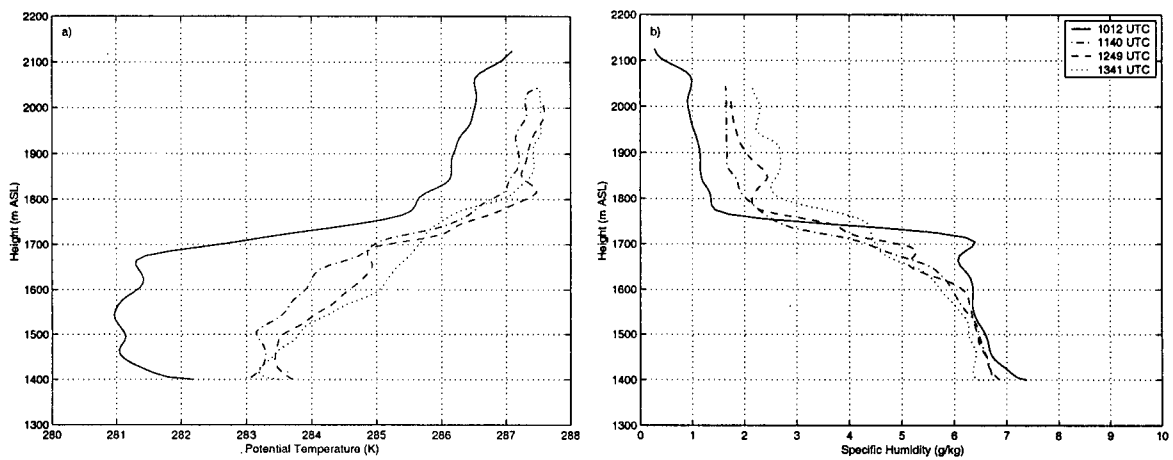 2200
2100
2000
1900
1800
1700
1600
1500
1400
1300
Height (m ASL)
a)
280 281 282 283 284 285 286 287 288
Potential Temperature (K)
2200
2100
2000
1900
1800
1700
1600
1500
1400
1300
Height (m ASL)
b)
1012 UTC
1140 UTC
1249 UTC
1341 UTC
0 1 2 3 4 5 6 7 8 9 10
Specific Humidity (g/kg)